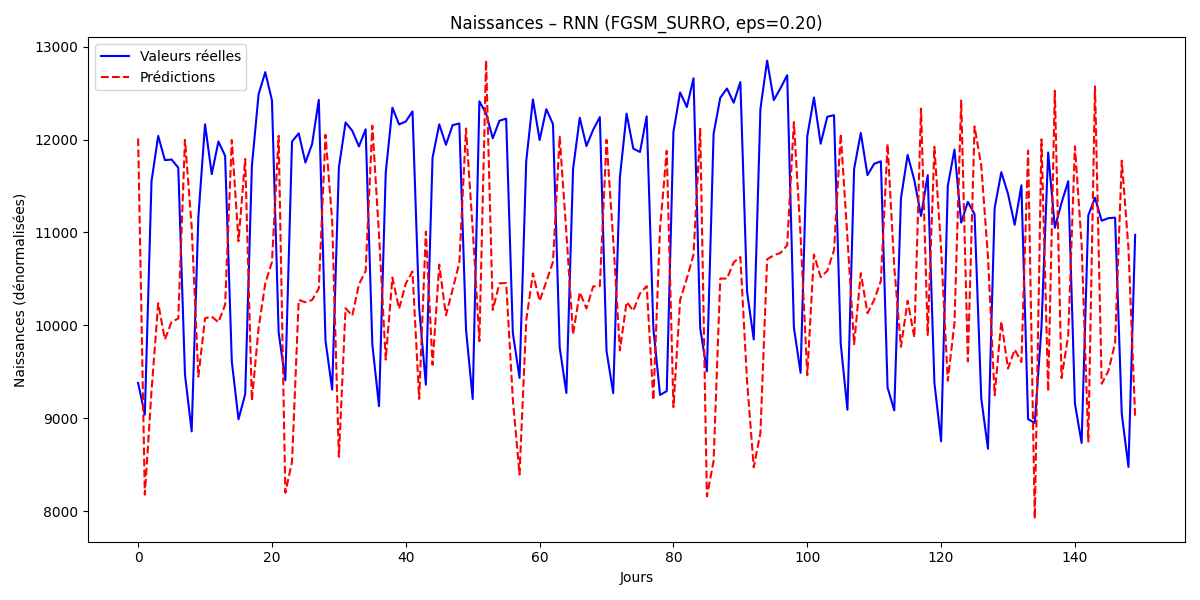 Naissances – RNN (FGSM_SURRO, eps=0.20)
Valeurs réelles
Prédictions
Naissances (dénormalisées)
13000
12000
11000
10000
9000
8000
0 20 40 60 80 100 120 140
Jours